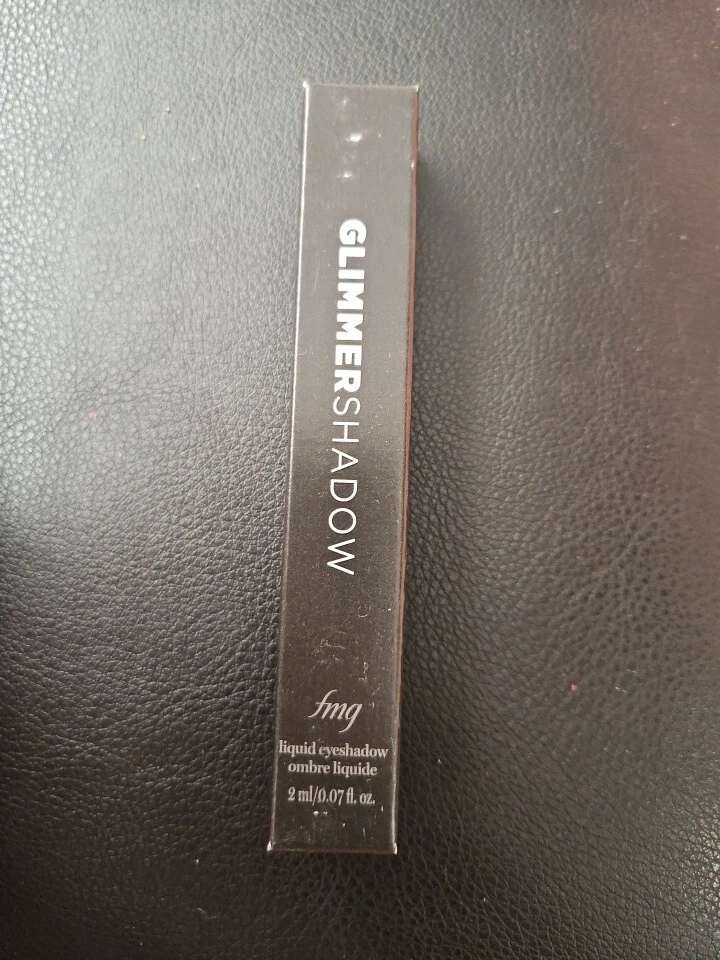 GLIMMERSHADOW
fmg
liquid eyeshadow
ombre liquide
2 ml/0.07 fl. oz.